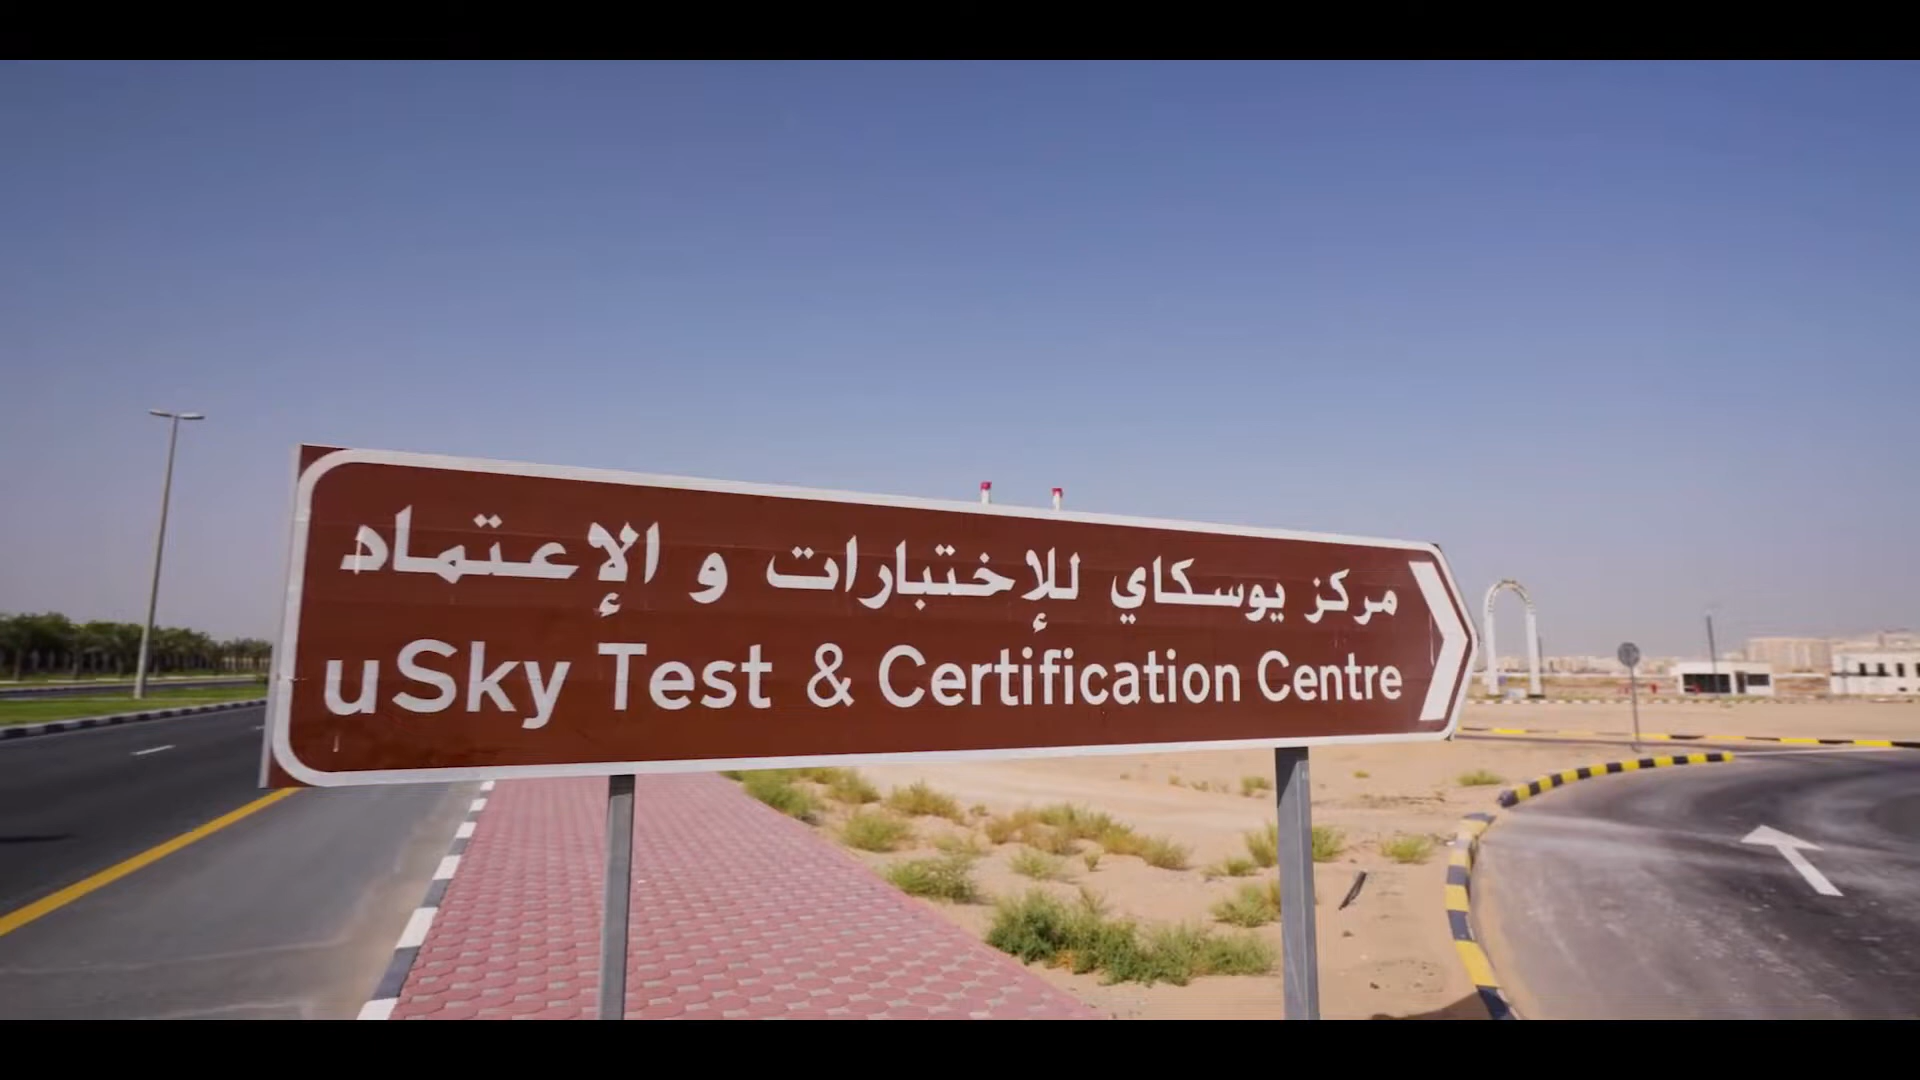 مركز يوسكاي للإختبارات و الإعتماد
uSky Test & Certification Centre